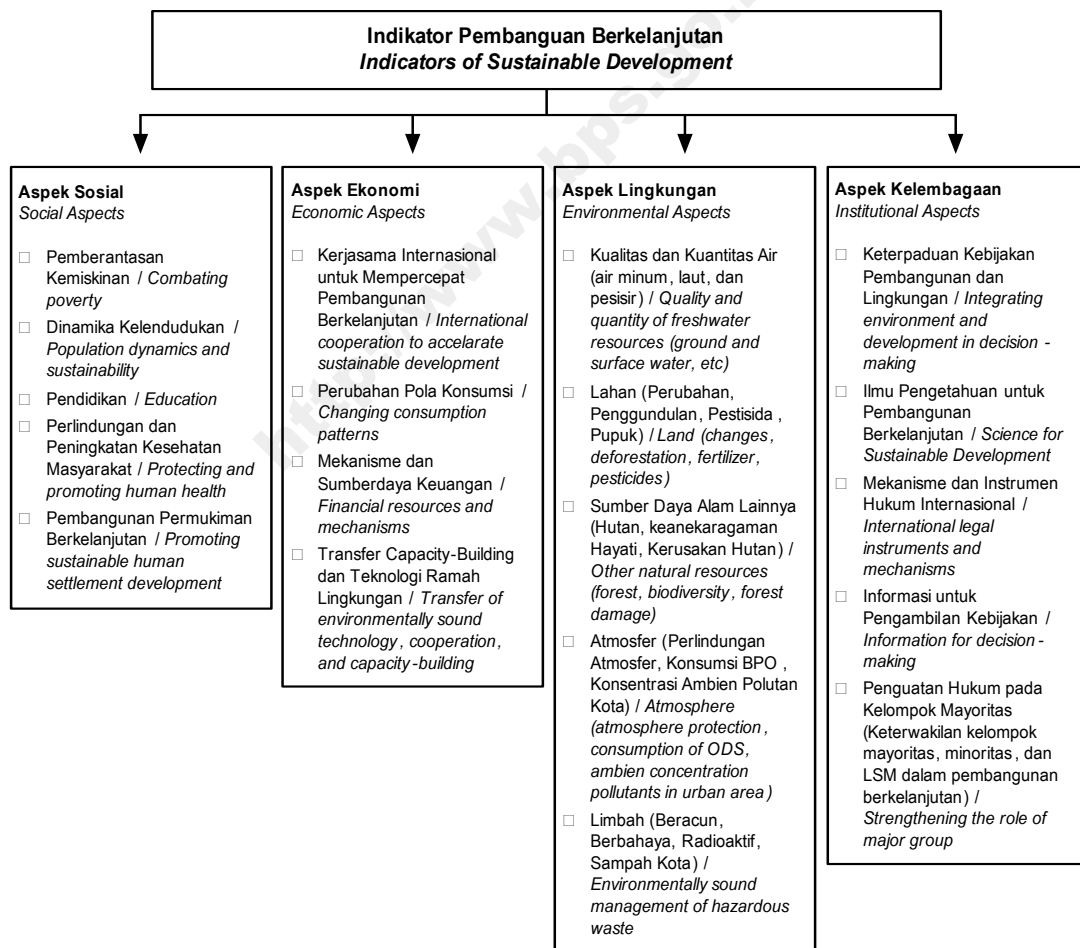 Indikator Pembanguan Berkelanjutan
Indicators of Sustainable Development
Aspek Sosial
Social Aspects
Pemberantasan
Kemiskinan / Combating
poverty
Dinamika Kelendudukan /
Population dynamics and
sustainability
Pendidikan / Education
Perlindungan dan
Peningkatan Kesehatan
Masyarakat / Protecting and
promoting human health
Pembangunan Permukiman
Berkelanjutan / Promoting
sustainable human
settlement development
Aspek Ekonomi
Economic Aspects
Kerjasama Internasional
untuk Mempercepat
Pembangunan
Berkelanjutan / International
cooperation to accelarate
sustainable development
Perubahan Pola Konsumsi /
Changing consumption
patterns
Mekanisme dan
Sumberdaya Keuangan /
Financial resources and
mechanisms
Transfer Capacity-Building
dan Teknologi Ramah
Lingkungan / Transfer of
environmentally sound
technology, cooperation,
and capacity-building
Aspek Lingkungan
Environmental Aspects
Kualitas dan Kuantitas Air
(air minum, laut, dan
pesisir) / Quality and
quantity of freshwater
resources (ground and
surface water, etc)
Lahan (Perubahan,
Penggundulan, Pestisida ,
Pupuk) / Land (changes,
deforestation, fertilizer,
pesticides)
Sumber Daya Alam Lainnya
(Hutan, keanekaragaman
Hayati, Kerusakan Hutan) /
Other natural resources
(forest, biodiversity, forest
damage)
Atmosfer (Perlindungan
Atmosfer, Konsumsi BPO ,
Konsentrasi Ambien Polutan
Kota) / Atmosphere
(atmosphere protection,
consumption of ODS,
ambien concentration
pollutants in urban area)
Limbah (Beracun,
Berbahaya, Radioaktif,
Sampah Kota) /
Environmentally sound
management of hazardous
waste
Aspek Kelembagaan
Institutional Aspects
Keterpaduan Kebijakan
Pembangunan dan
Lingkungan / Integrating
environment and
development in decision -
making
Ilmu Pengetahuan untuk
Pembangunan
Berkelanjutan / Science for
Sustainable Development
Mekanisme dan Instrumen
Hukum Internasional /
International legal
instruments and
mechanisms
Informasi untuk
Pengambilan Kebijakan /
Information for decision -
making
Penguatan Hukum pada
Kelompok Mayoritas
(Keterwakilan kelompok
mayoritas, minoritas, dan
LSM dalam pembangunan
berkelanjutan) /
Strengthening the role of
major group